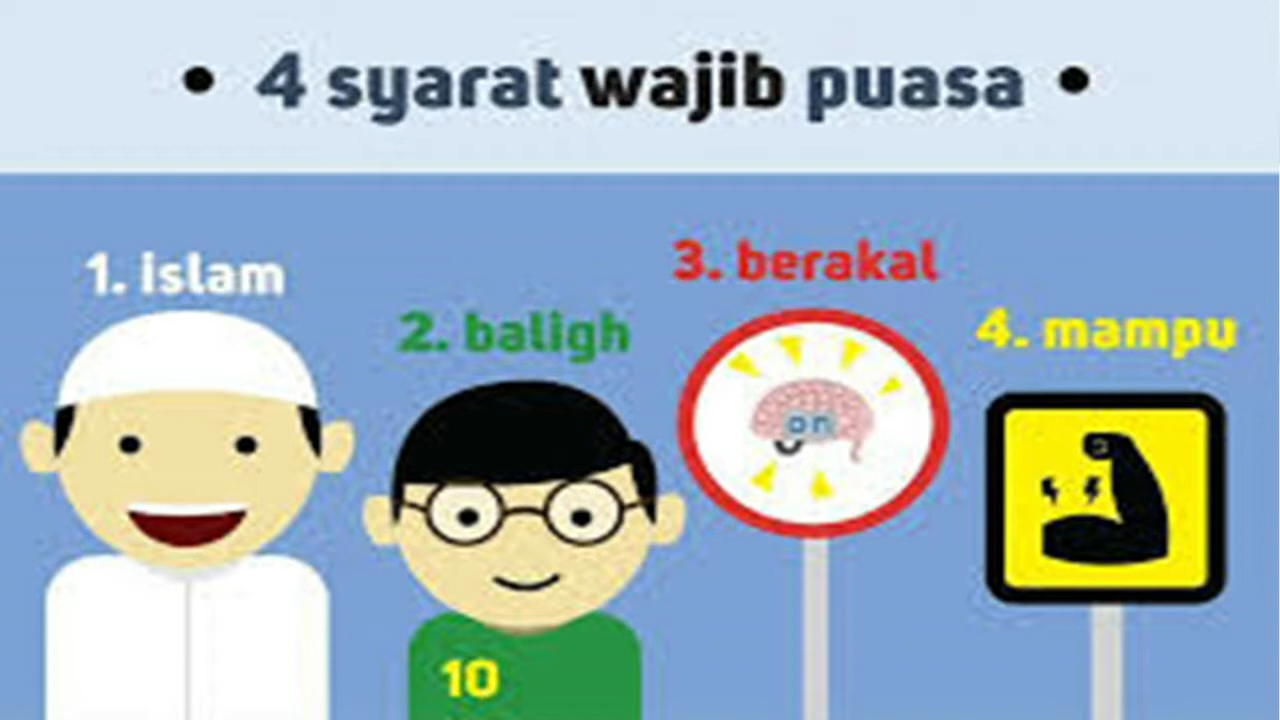 • 4 syarat wajib puasa •
1. islam
2. baligh
3. berakal
4. mampu
on
10